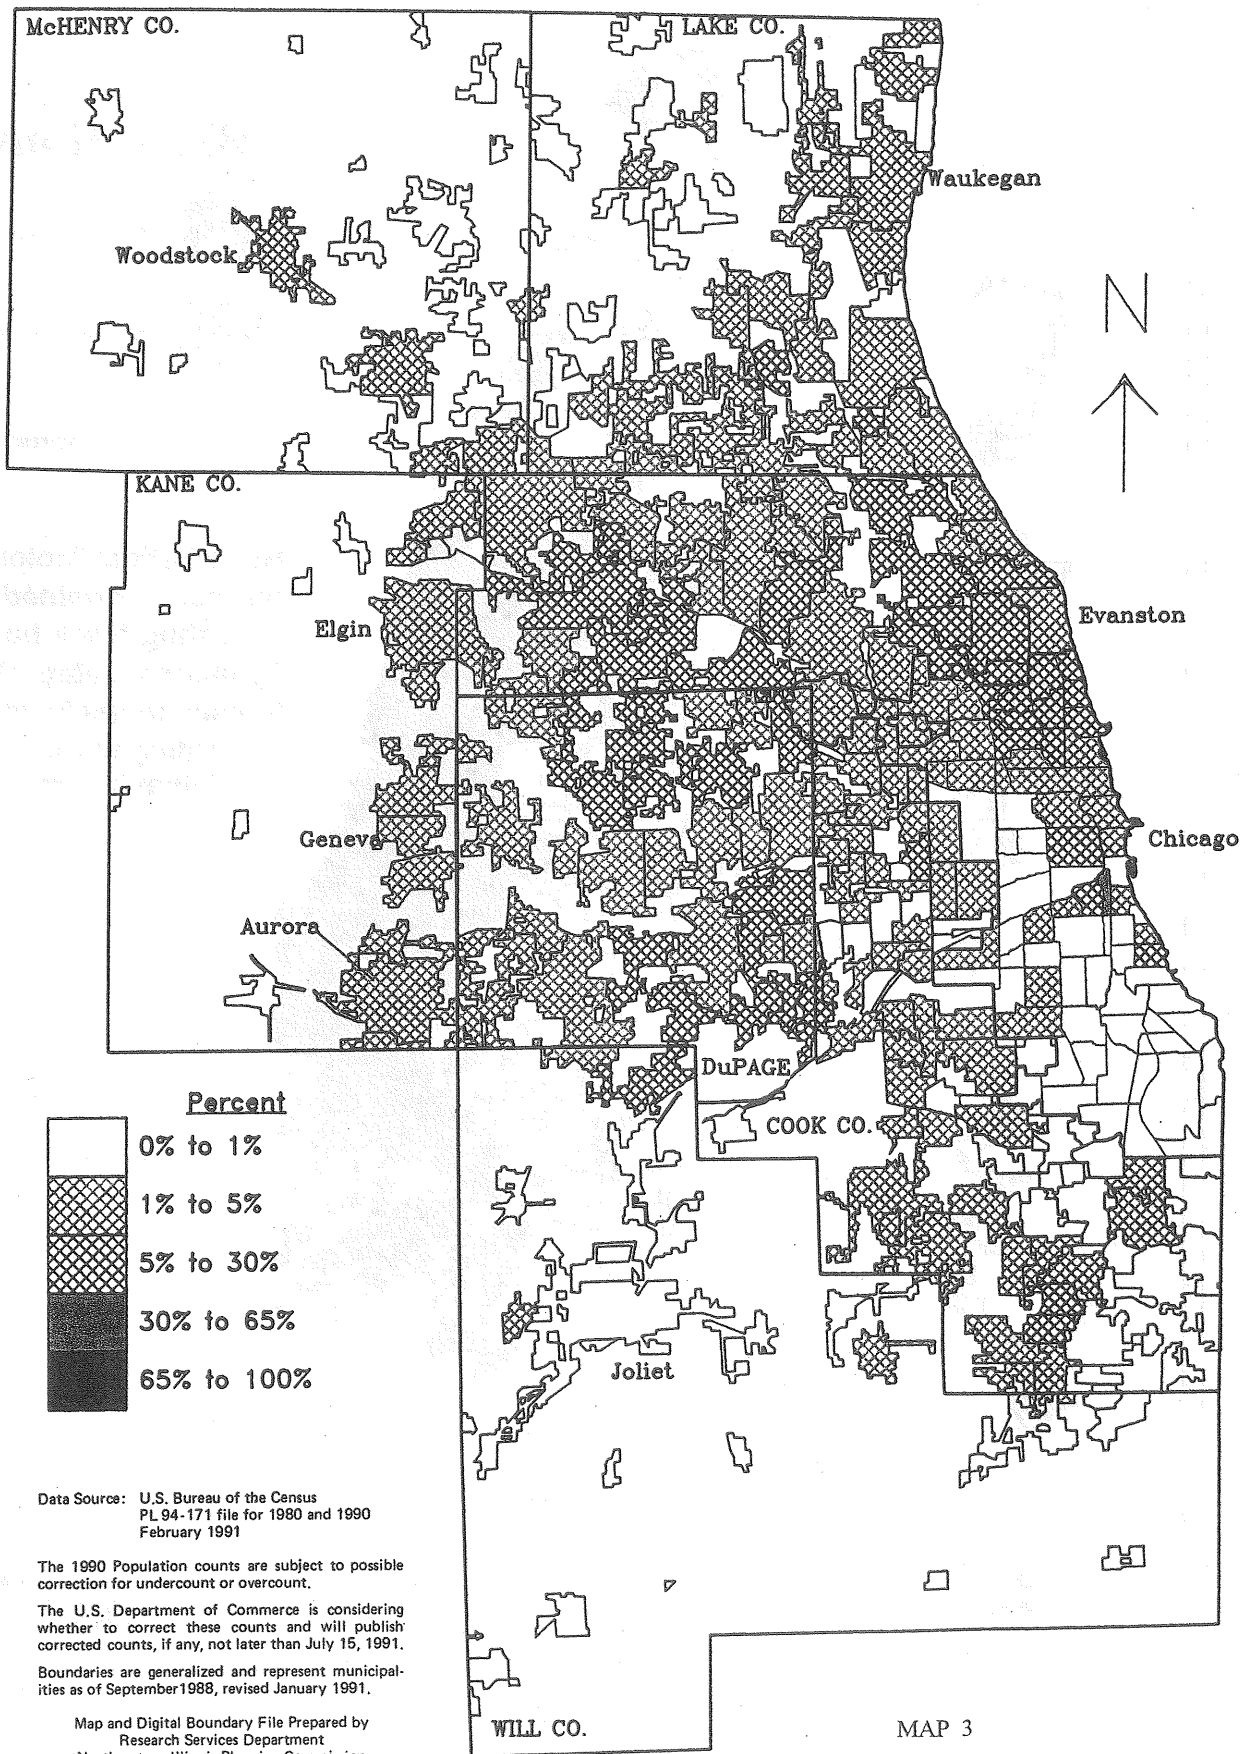 McHENRY CO.
LAKE CO.
Waukegan
Woodstock
N
KANE CO.
Elgin
Evanston
Geneva
Chicago
Aurora
DuPAGE
COOK CO.
Percent
0% to 1%
1% to 5%
5% to 30%
30% to 65%
65% to 100%
Joliet
Data Source: U.S. Bureau of the Census
PL 94-171 file for 1980 and 1990
February 1991
The 1990 Population counts are subject to possible
correction for undercount or overcount.
The U.S. Department of Commerce is considering
whether to correct these counts and will publish
corrected counts, if any, not later than July 15, 1991.
Boundaries are generalized and represent municipal-
ities as of September1988, revised January 1991.
Map and Digital Boundary File Prepared by
Research Services Department
WILL CO.
MAP 3